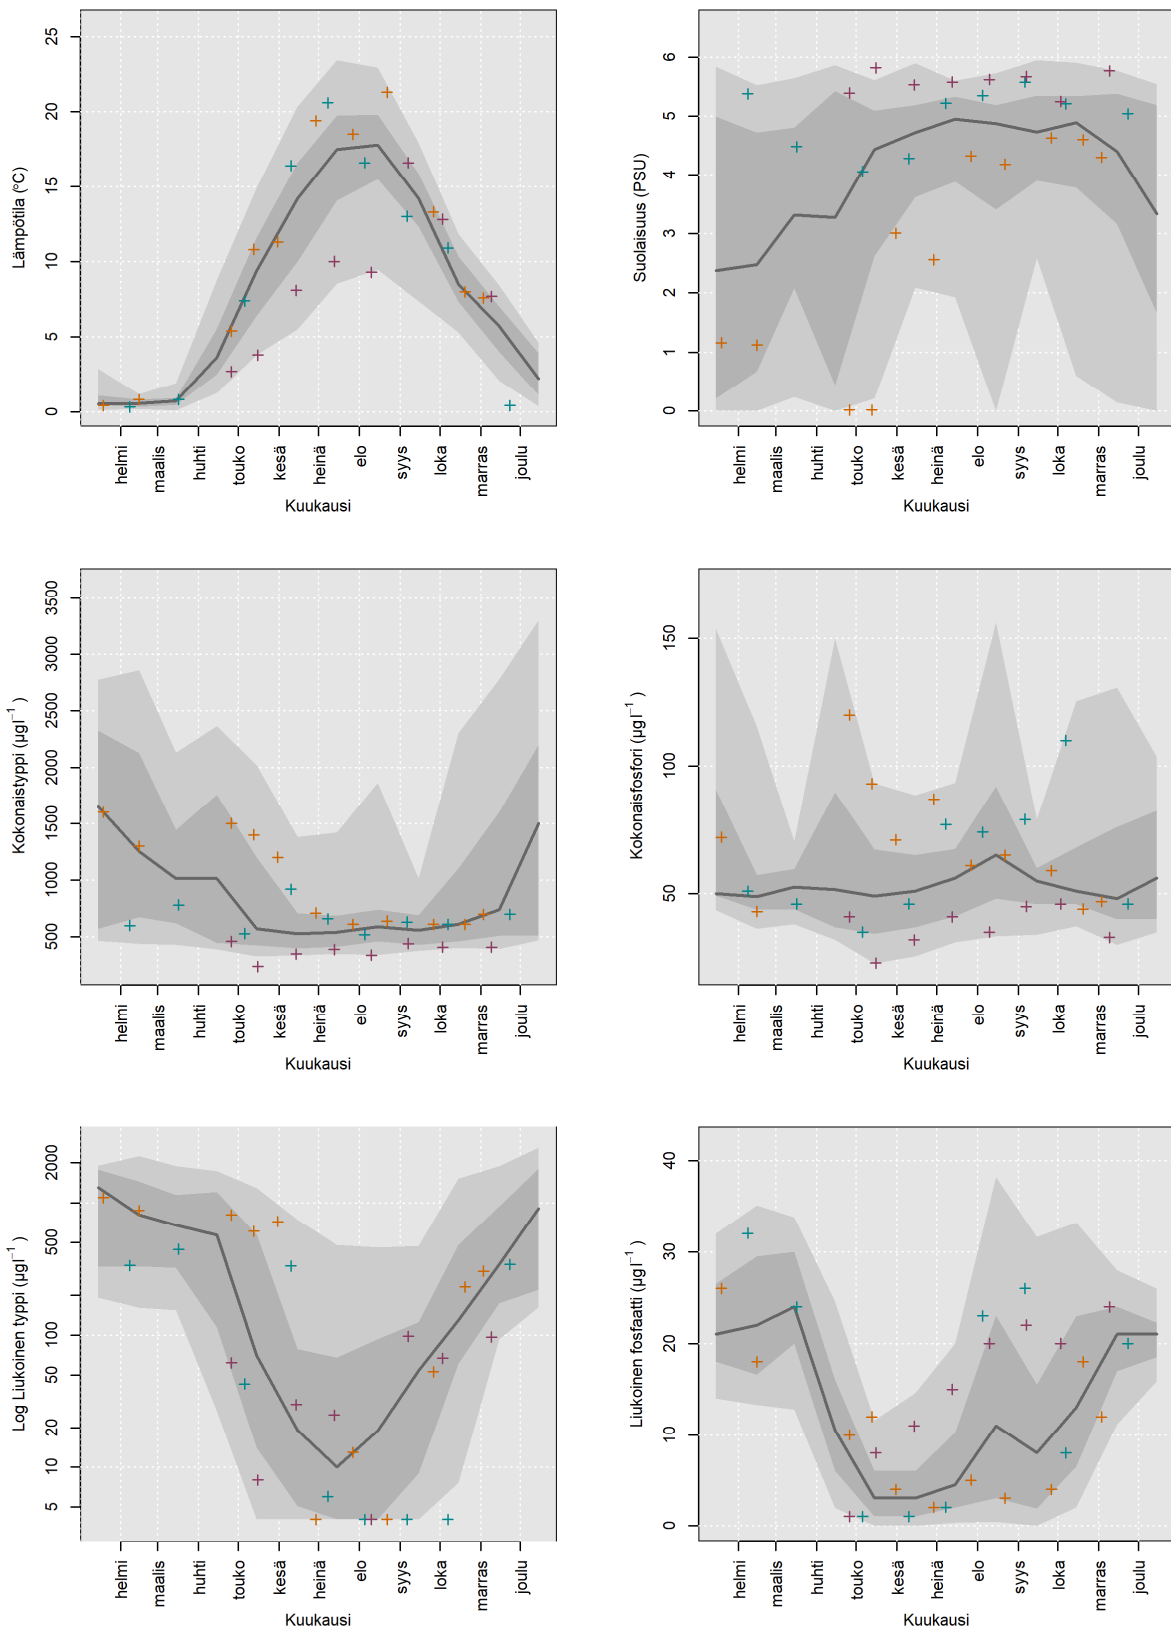 Lämpötila (°C)
25
20
15
10
5
0
helmi maalis huhti touko kesä heinä elo syys loka marras joulu
Kuukausi
Suolaisuus (PSU)
6
5
4
3
2
1
0
helmi maalis huhti touko kesä heinä elo syys loka marras joulu
Kuukausi
Kokonaistyppi (µgl⁻¹ )
3500
3000
2500
2000
1500
1000
500
helmi maalis huhti touko kesä heinä elo syys loka marras joulu
Kuukausi
Kokonaisfosfori (µgl⁻¹ )
150
100
50
helmi maalis huhti touko kesä heinä elo syys loka marras joulu
Kuukausi
Log Liukoinen typpi (µgl⁻¹ )
2000
500
100
50
20
10
5
helmi maalis huhti touko kesä heinä elo syys loka marras joulu
Kuukausi
Liukoinen fosfaatti (µgl⁻¹ )
40
30
20
10
0
helmi maalis huhti touko kesä heinä elo syys loka marras joulu
Kuukausi